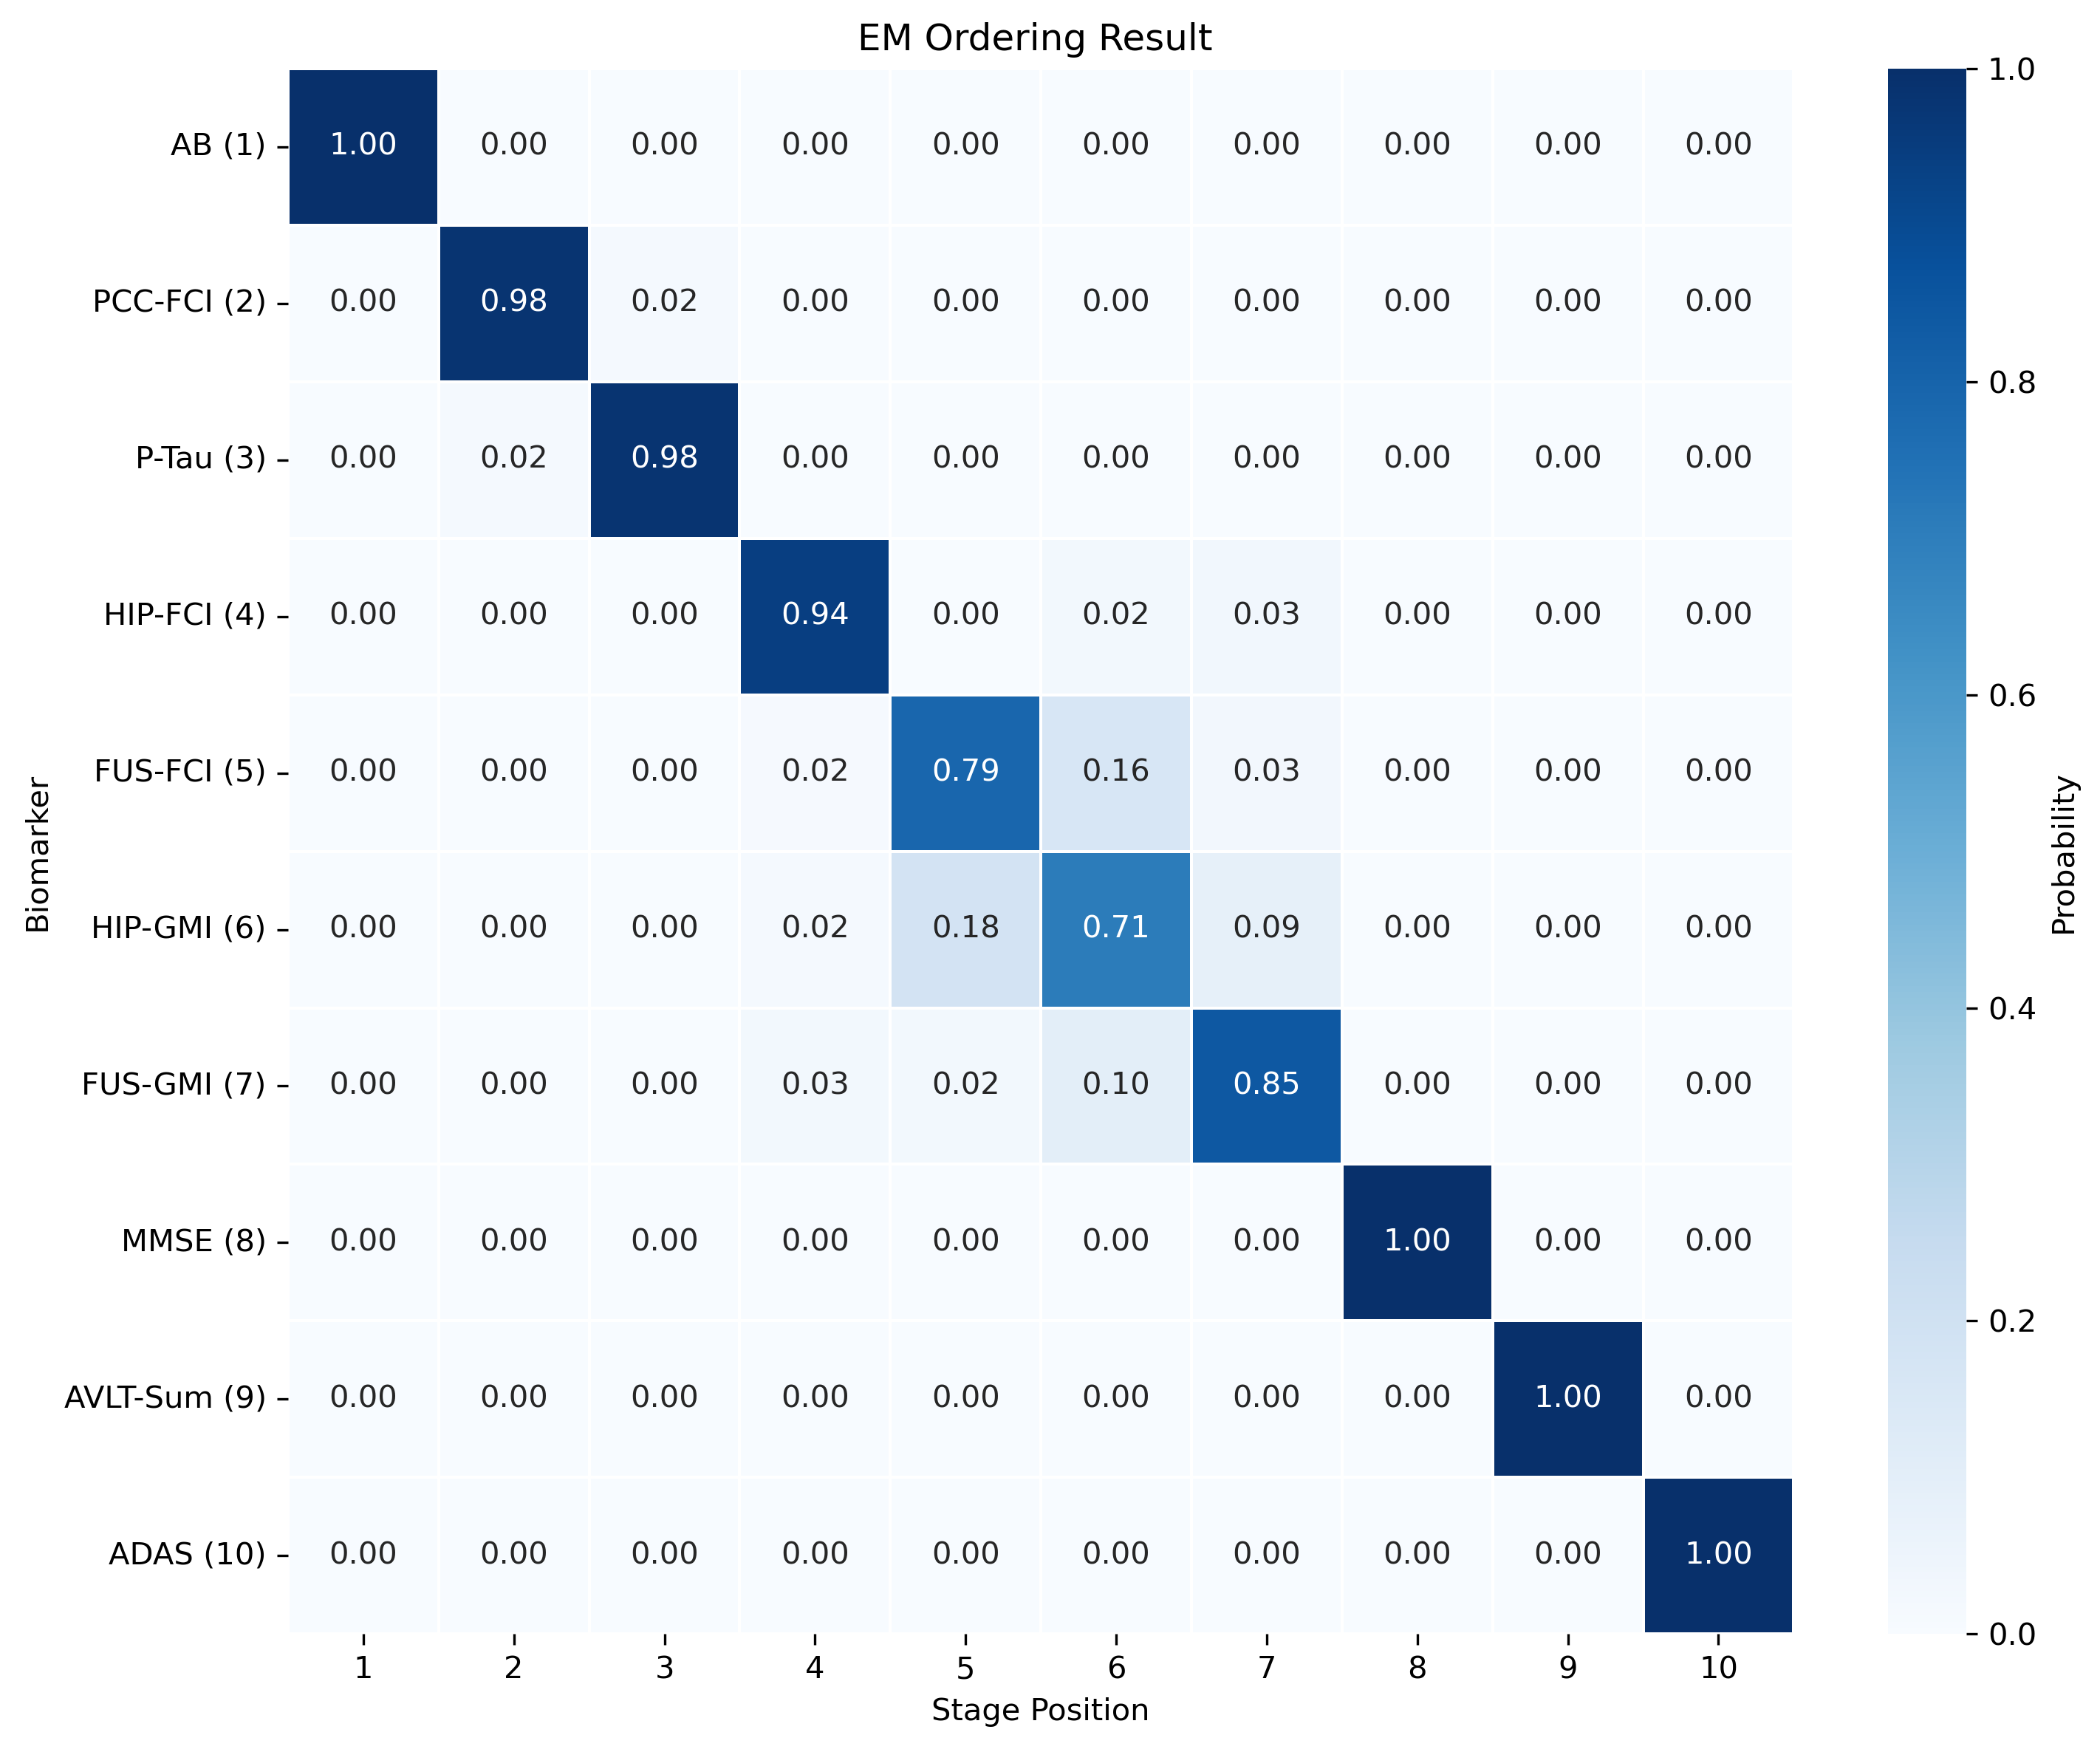 EM Ordering Result
AB (1) 1.00 0.00 0.00 0.00 0.00 0.00 0.00 0.00 0.00 0.00
PCC-FCI (2) 0.00 0.98 0.02 0.00 0.00 0.00 0.00 0.00 0.00 0.00
P-Tau (3) 0.00 0.02 0.98 0.00 0.00 0.00 0.00 0.00 0.00 0.00
HIP-FCI (4) 0.00 0.00 0.00 0.94 0.00 0.02 0.03 0.00 0.00 0.00
FUS-FCI (5) 0.00 0.00 0.00 0.02 0.79 0.16 0.03 0.00 0.00 0.00
HIP-GMI (6) 0.00 0.00 0.00 0.02 0.18 0.71 0.09 0.00 0.00 0.00
FUS-GMI (7) 0.00 0.00 0.00 0.03 0.02 0.10 0.85 0.00 0.00 0.00
MMSE (8) 0.00 0.00 0.00 0.00 0.00 0.00 0.00 1.00 0.00 0.00
AVLT-Sum (9) 0.00 0.00 0.00 0.00 0.00 0.00 0.00 0.00 1.00 0.00
ADAS (10) 0.00 0.00 0.00 0.00 0.00 0.00 0.00 0.00 0.00 1.00
1 2 3 4 5 6 7 8 9 10
Stage Position
Biomarker
1.0
0.8
0.6
0.4
0.2
0.0
Probability